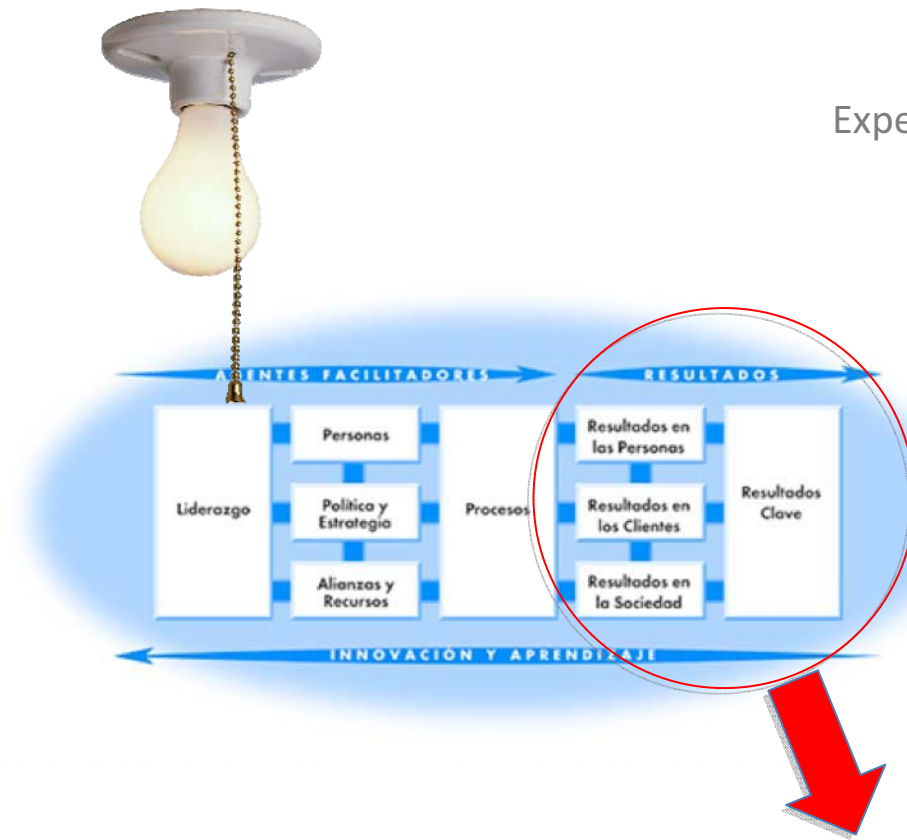 Expe
AGENTES FACILITADORES
RESULTADOS
Liderazgo
Personas
Política y
Estrategia
Alianzas y
Recursos
Procesos
Resultados en
las Personas
Resultados en
los Clientes
Resultados en
la Sociedad
Resultados
Clave
INNOVACIÓN Y APRENDIZAJE